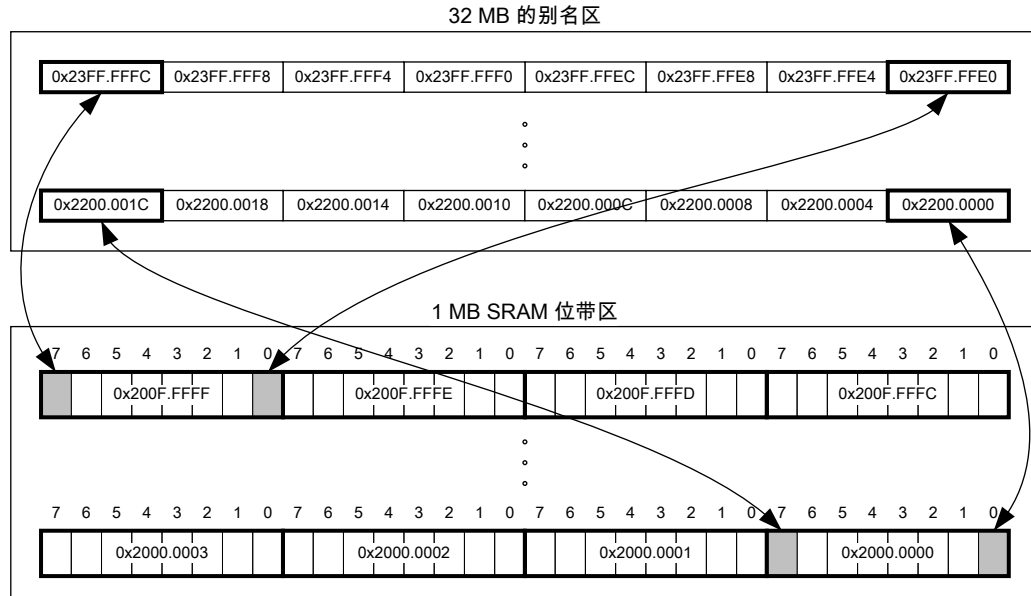 32 MB 的别名区
0x23FF.FFFC 0x23FF.FFF8 0x23FF.FFF4 0x23FF.FFF0 0x23FF.FFEC 0x23FF.FFE8 0x23FF.FFE4 0x23FF.FFE0
0x2200.001C 0x2200.0018 0x2200.0014 0x2200.0010 0x2200.000C 0x2200.0008 0x2200.0004 0x2200.0000
1 MB SRAM 位带区
7 6 5 4 3 2 1 0 7 6 5 4 3 2 1 0 7 6 5 4 3 2 1 0 7 6 5 4 3 2 1 0
0x200F.FFFF 0x200F.FFFE 0x200F.FFFD 0x200F.FFFC
7 6 5 4 3 2 1 0 7 6 5 4 3 2 1 0 7 6 5 4 3 2 1 0 7 6 5 4 3 2 1 0
0x2000.0003 0x2000.0002 0x2000.0001 0x2000.0000